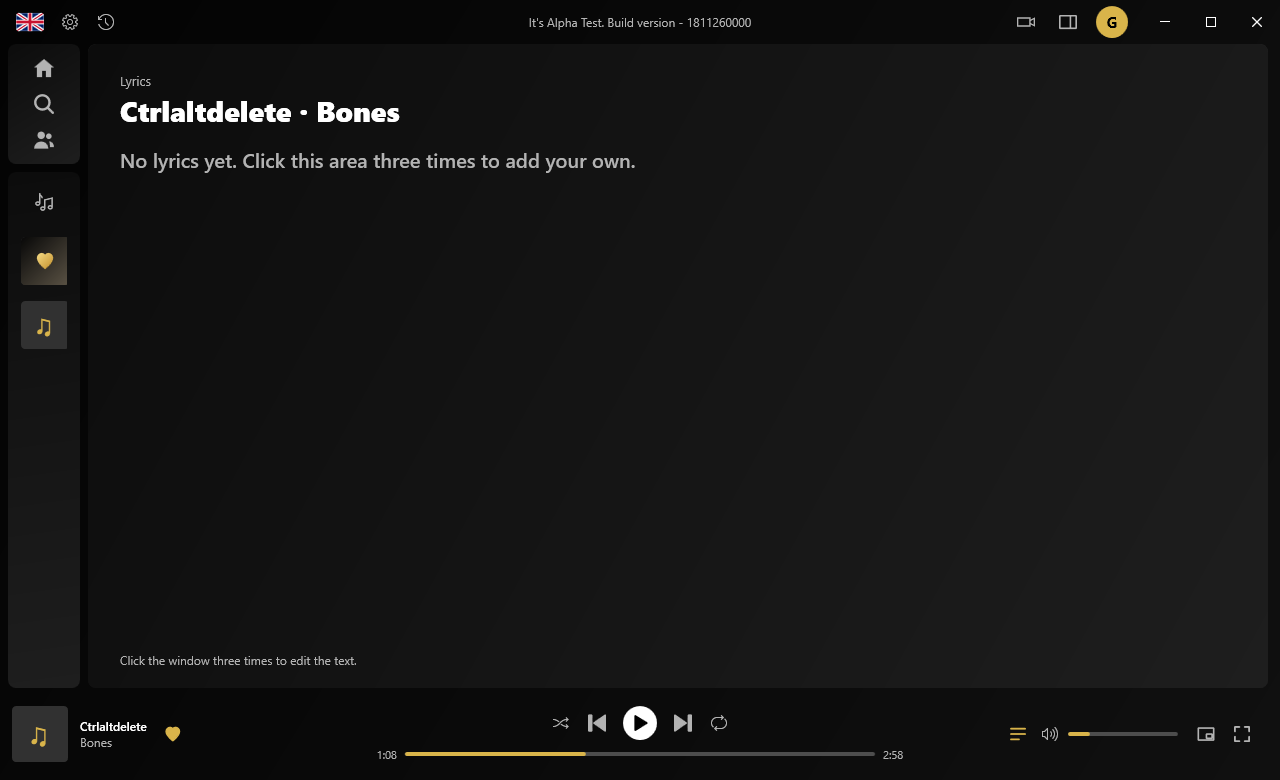 It's Alpha Test. Build version - 1811260000
G
Lyrics
Ctrlaltdelete · Bones
No lyrics yet. Click this area three times to add your own.
Click the window three times to edit the text.
Ctrlaltdelete
Bones
1:08
2:58